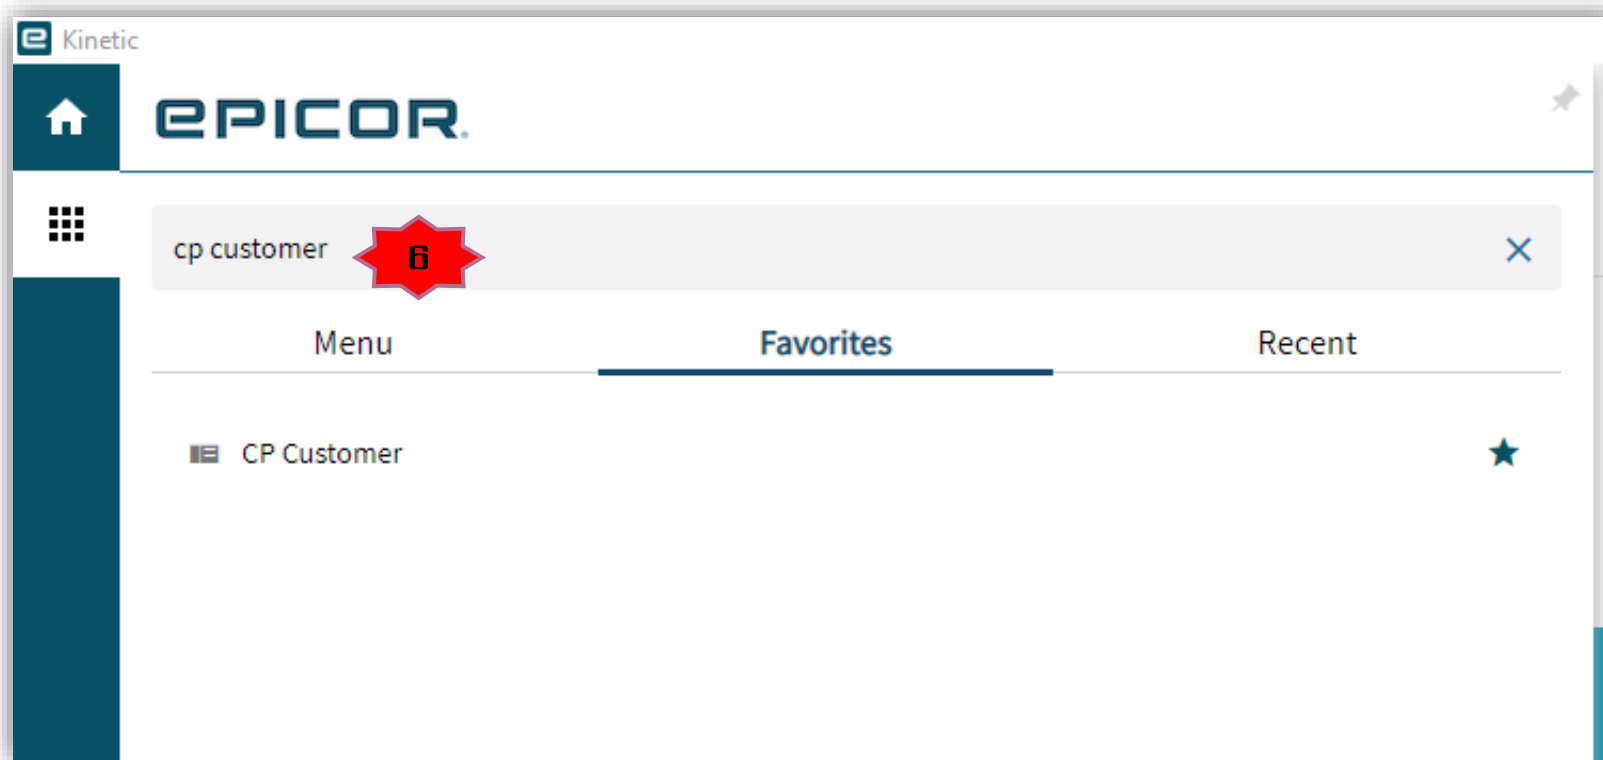 Kinetic
EPICOR.
cp customer 6
Menu Favorites Recent
CP Customer